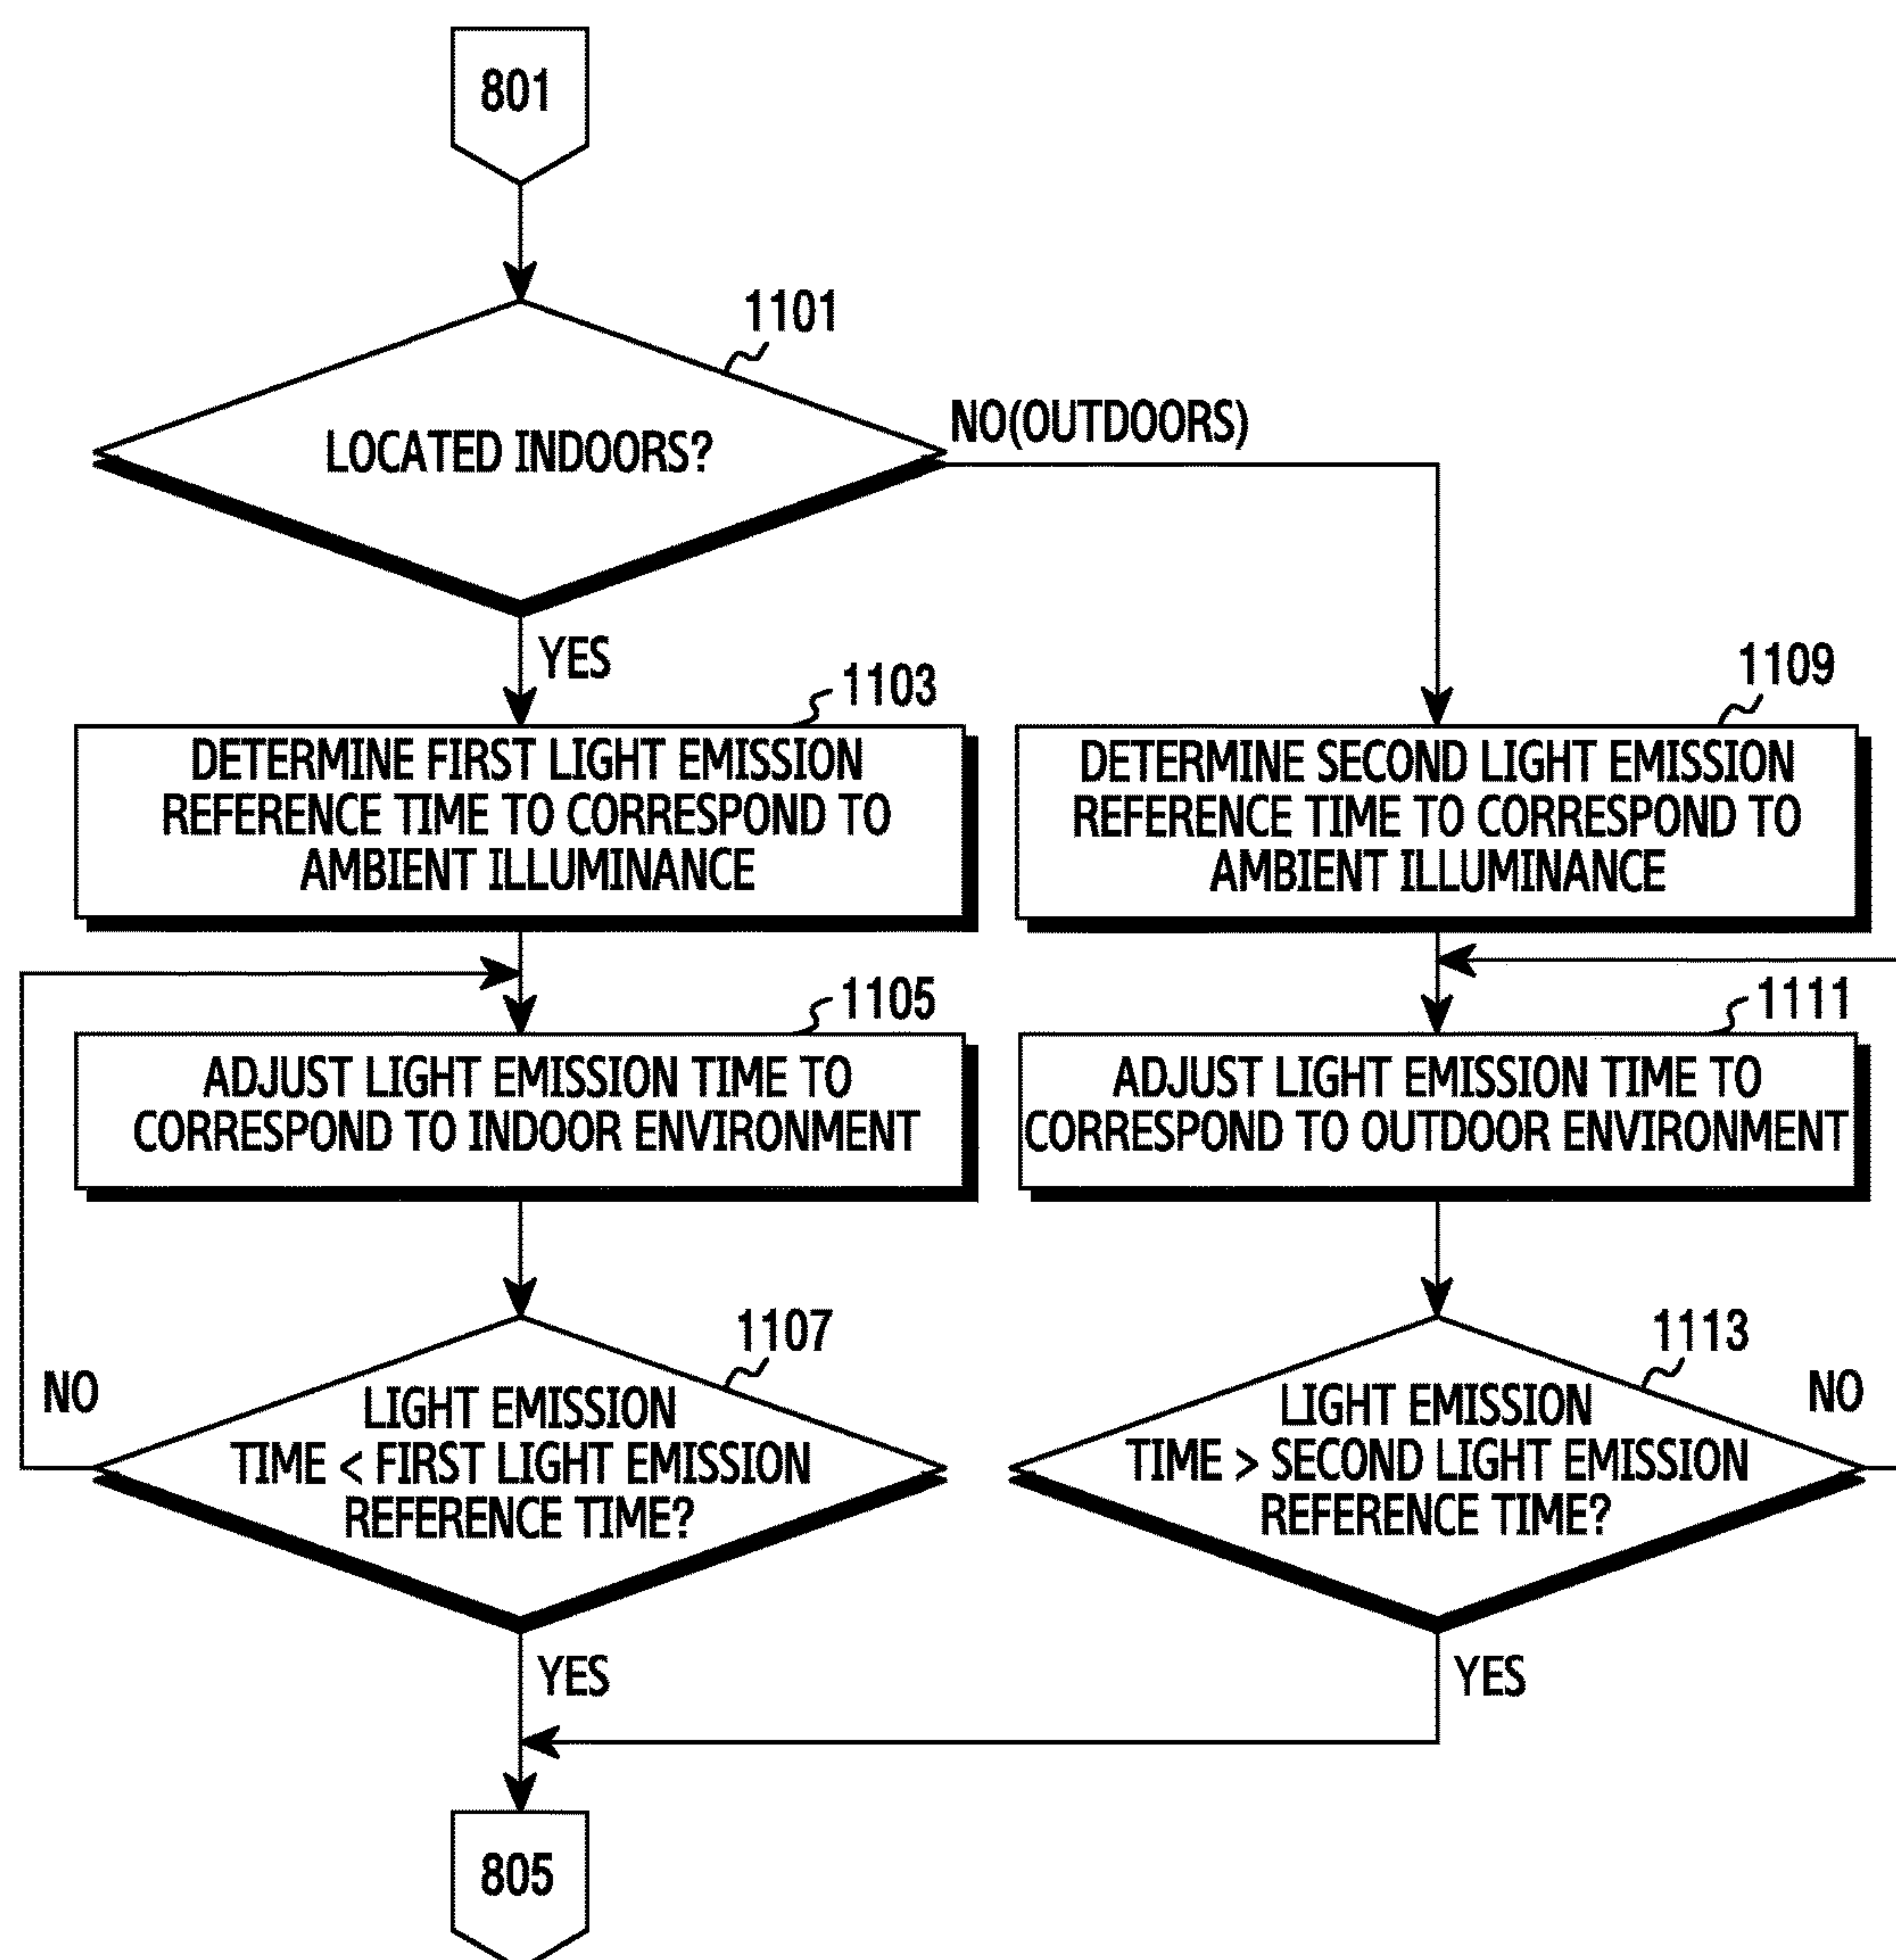 801
1101
LOCATED INDOORS?
NO(OUTDOORS)
YES
1103
DETERMINE FIRST LIGHT EMISSION
REFERENCE TIME TO CORRESPOND TO
AMBIENT ILLUMINANCE
1109
DETERMINE SECOND LIGHT EMISSION
REFERENCE TIME TO CORRESPOND TO
AMBIENT ILLUMINANCE
1105
ADJUST LIGHT EMISSION TIME TO
CORRESPOND TO INDOOR ENVIRONMENT
1111
ADJUST LIGHT EMISSION TIME TO
CORRESPOND TO OUTDOOR ENVIRONMENT
1107
NO
LIGHT EMISSION
TIME < FIRST LIGHT EMISSION
REFERENCE TIME?
YES
1113
NO
LIGHT EMISSION
TIME > SECOND LIGHT EMISSION
REFERENCE TIME?
YES
805